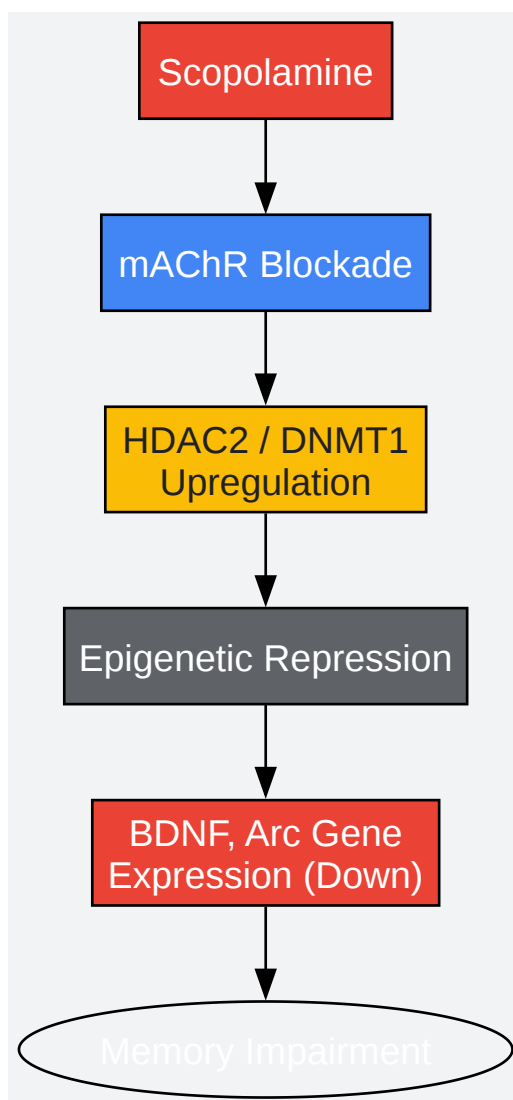 Scopolamine
mAChR Blockade
HDAC2 / DNMT1
Upregulation
Epigenetic Repression
BDNF, Arc Gene
Expression (Down)
Memory Impairment